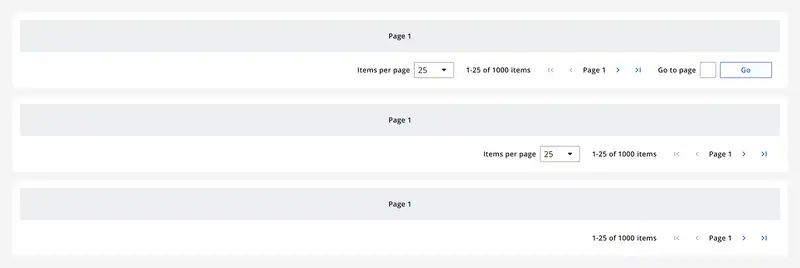 Page 1
Items per page 25 1-25 of 1000 items Page 1 Go to page Go
Page 1
Items per page 25 1-25 of 1000 items Page 1
Page 1
1-25 of 1000 items Page 1